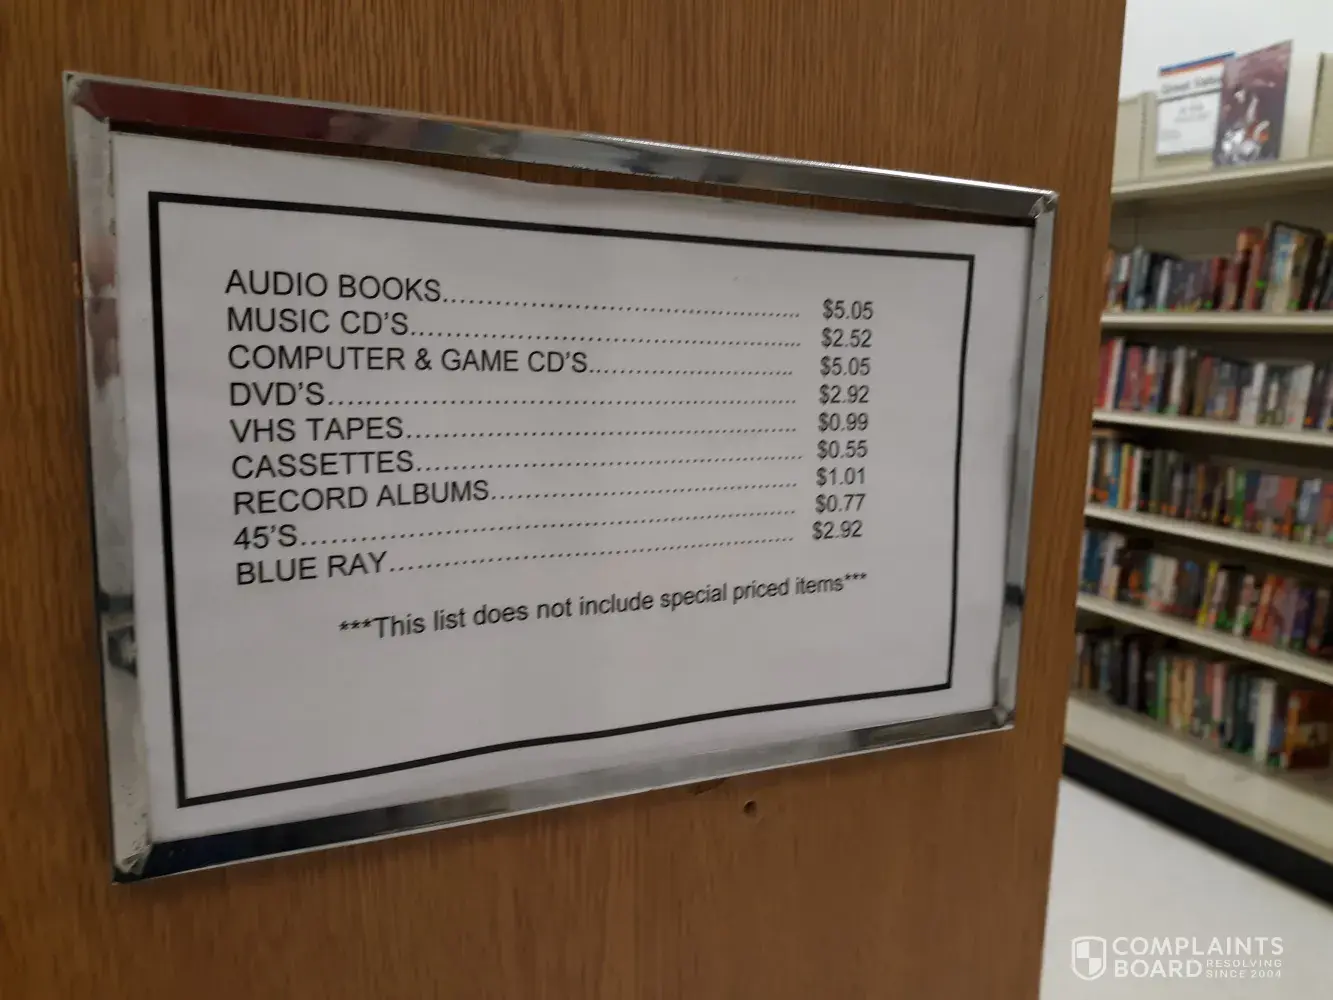 AUDIO BOOKS........................................ $5.05
MUSIC CD'S............................................ $2.52
COMPUTER & GAME CD'S....................... $5.05
DVD'S..................................................... $2.92
VHS TAPES............................................. $0.99
CASSETTES............................................ $0.55
RECORD ALBUMS.................................. $1.01
45'S........................................................ $0.77
BLUE RAY............................................... $2.92
***This list does not include special priced items***
COMPLAINTS
BOARD RESOLVING
SINCE 2004